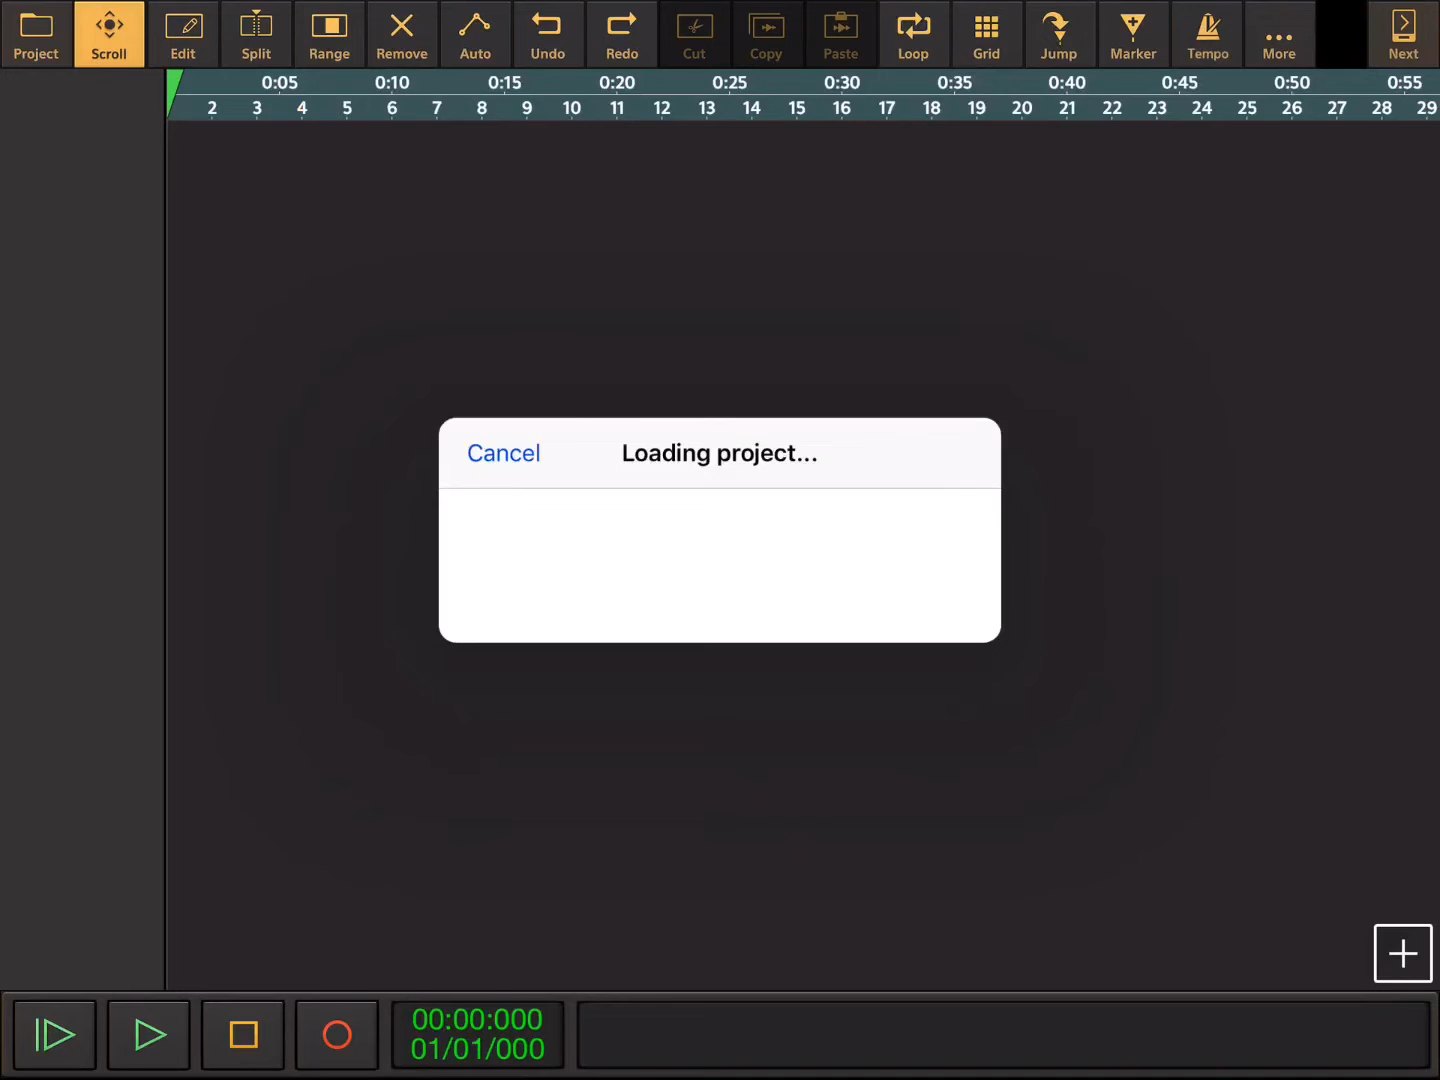 Project Scroll Edit Split Range Remove Auto Undo Redo Cut Copy Paste Loop Grid Jump Marker Tempo More Next
0:05 0:10 0:15 0:20 0:25 0:30 0:35 0:40 0:45 0:50 0:55
2 3 4 5 6 7 8 9 10 11 12 13 14 15 16 17 18 19 20 21 22 23 24 25 26 27 28 29
Cancel Loading project...
00:00:000
01/01/000